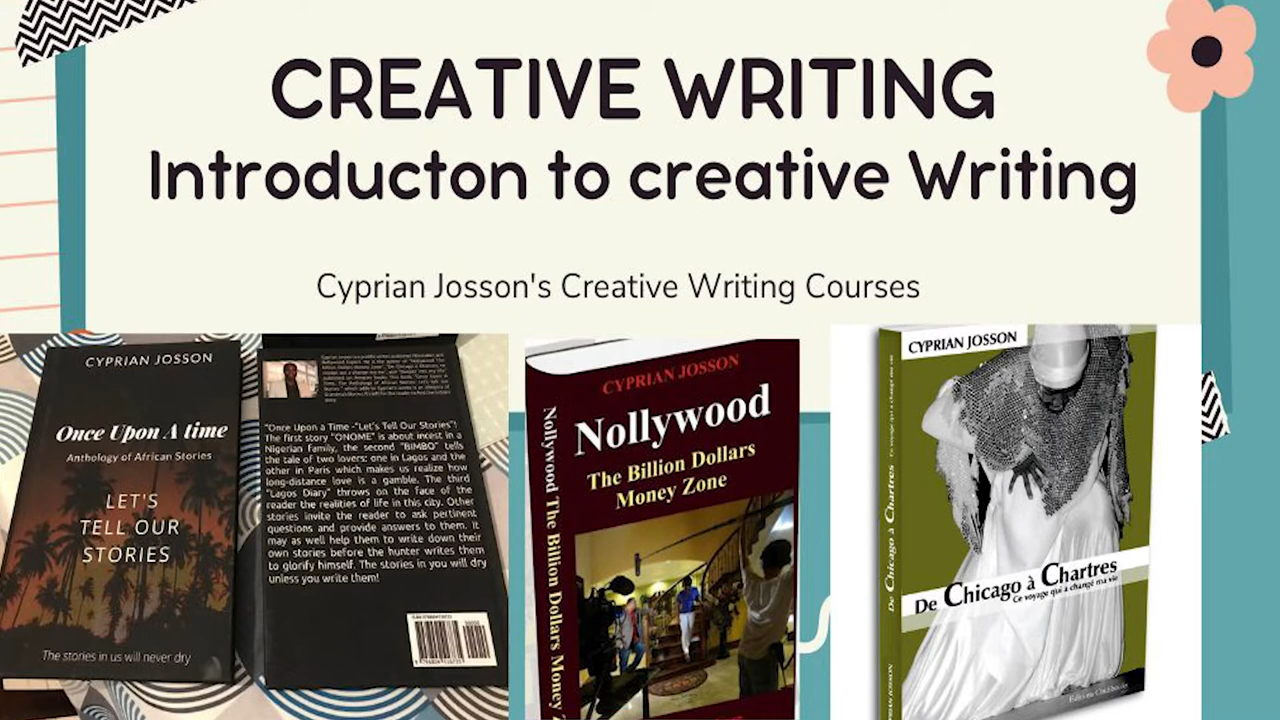 CREATIVE WRITING
Introducton to creative Writing
Cyprian Josson's Creative Writing Courses
CYPRIAN JOSSON
Once Upon A time
Anthology of African Stories
LET'S
TELL OUR
STORIES
The stories in us will never dry
"Once Upon a Time -"Let's Tell Our Stories"!
The first story "ONOME" is about incest in a
Nigerian Family, the second "BIMBO" tells
the tale of two lovers: one in Lagos and the
other in Paris which makes us realize how
long-distance love is a gamble. The third
"Lagos Diary" throws on the face of the
reader the realities of life in this city. Other
stories invite the reader to ask pertinent
questions and provide answers to them. It
may as well help them to write down their
own stories before the hunter writes them
to glorify himself. The stories in you will dry
unless you write them!
CYPRIAN JOSSON
Nollywood
The Billion Dollars
Money Zone
Nollywood The Billion Dollars Money
CYPRIAN JOSSON
De Chicago à Chartres
Ce voyage qui a changé ma vie
De Chicago à Chartres
Ce voyage qui a changé ma vie